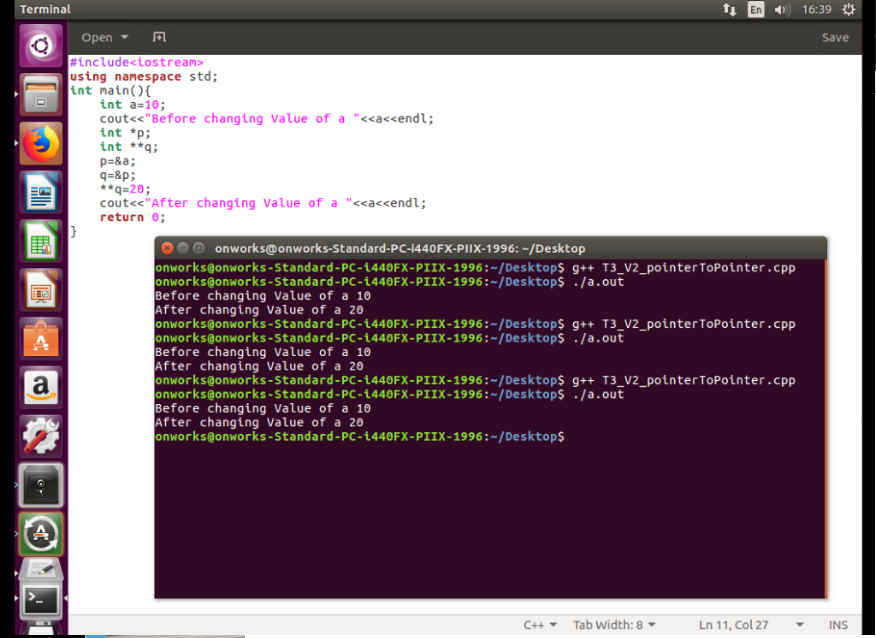 Terminal
En
16:39
Open
Save
#include<iostream>
using namespace std;
int main(){
    int a=10;
    cout<<"Before changing Value of a "<<a<<endl;
    int *p;
    int **q;
    p=&a;
    q=&p;
    **q=20;
    cout<<"After changing Value of a "<<a<<endl;
    return 0;
}
onworks@onworks-Standard-PC-i440FX-PIIX-1996: ~/Desktop
onworks@onworks-Standard-PC-i440FX-PIIX-1996:~/Desktop$ g++ T3_V2_pointerToPointer.cpp
onworks@onworks-Standard-PC-i440FX-PIIX-1996:~/Desktop$ ./a.out
Before changing Value of a 10
After changing Value of a 20
onworks@onworks-Standard-PC-i440FX-PIIX-1996:~/Desktop$ g++ T3_V2_pointerToPointer.cpp
onworks@onworks-Standard-PC-i440FX-PIIX-1996:~/Desktop$ ./a.out
Before changing Value of a 10
After changing Value of a 20
onworks@onworks-Standard-PC-i440FX-PIIX-1996:~/Desktop$ g++ T3_V2_pointerToPointer.cpp
onworks@onworks-Standard-PC-i440FX-PIIX-1996:~/Desktop$ ./a.out
Before changing Value of a 10
After changing Value of a 20
onworks@onworks-Standard-PC-i440FX-PIIX-1996:~/Desktop$
C++ Tab Width: 8 Ln 11, Col 27 INS